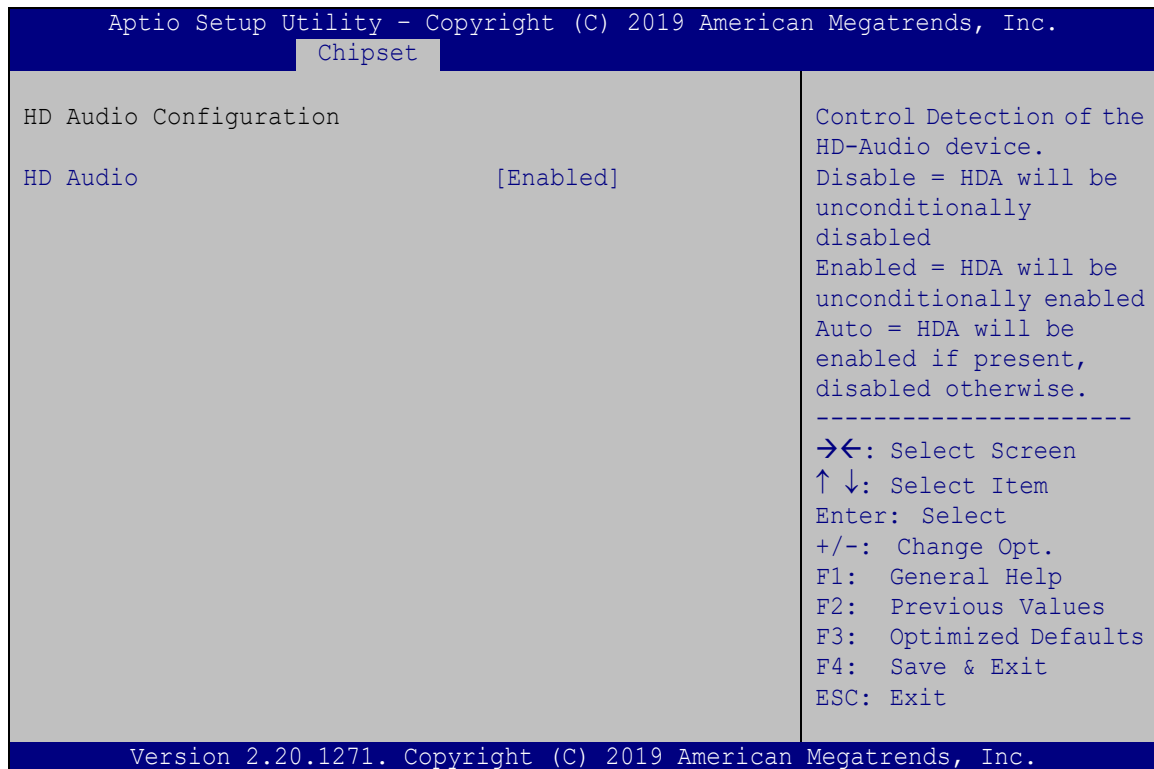 Aptio Setup Utility – Copyright (C) 2019 American Megatrends, Inc.
Chipset
HD Audio Configuration
HD Audio [Enabled]
Control Detection of the
HD-Audio device.
Disable = HDA will be
unconditionally
disabled
Enabled = HDA will be
unconditionally enabled
Auto = HDA will be
enabled if present,
disabled otherwise.
----------------------
→←: Select Screen
↑ ↓: Select Item
Enter: Select
+/-: Change Opt.
F1: General Help
F2: Previous Values
F3: Optimized Defaults
F4: Save & Exit
ESC: Exit
Version 2.20.1271. Copyright (C) 2019 American Megatrends, Inc.